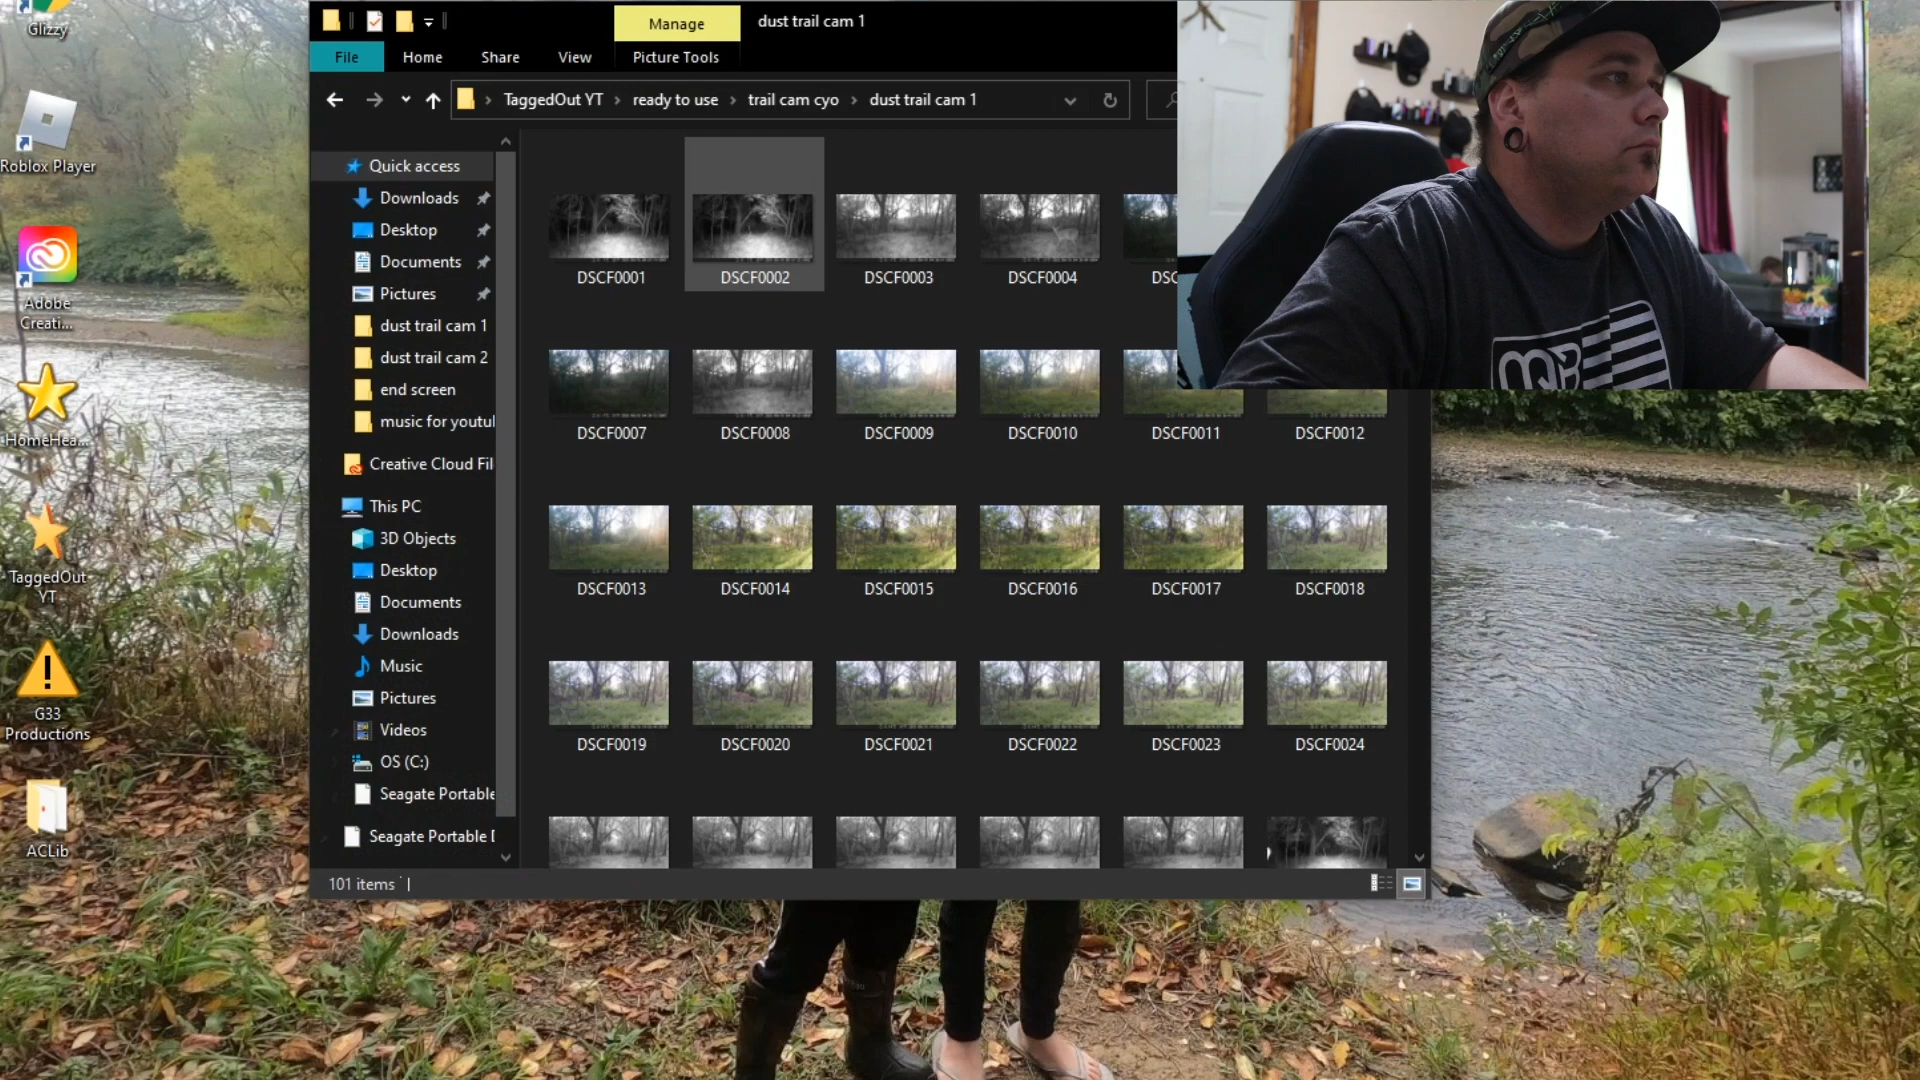 Glizzy
Roblox Player
Adobe
Creati...
HomeHea...
TaggedOut
YT
G33
Productions
ACLib
Manage
dust trail cam 1
File
Home
Share
View
Picture Tools
TaggedOut YT
ready to use
trail cam cyo
dust trail cam 1
Quick access
Downloads
Desktop
Documents
Pictures
dust trail cam 1
dust trail cam 2
end screen
music for youtul
Creative Cloud Fil
This PC
3D Objects
Desktop
Documents
Downloads
Music
Pictures
Videos
OS (C:)
Seagate Portable
Seagate Portable D
DSCF0001
DSCF0002
DSCF0003
DSCF0004
DSC
DSCF0007
DSCF0008
DSCF0009
DSCF0010
DSCF0011
DSCF0012
DSCF0013
DSCF0014
DSCF0015
DSCF0016
DSCF0017
DSCF0018
DSCF0019
DSCF0020
DSCF0021
DSCF0022
DSCF0023
DSCF0024
101 items